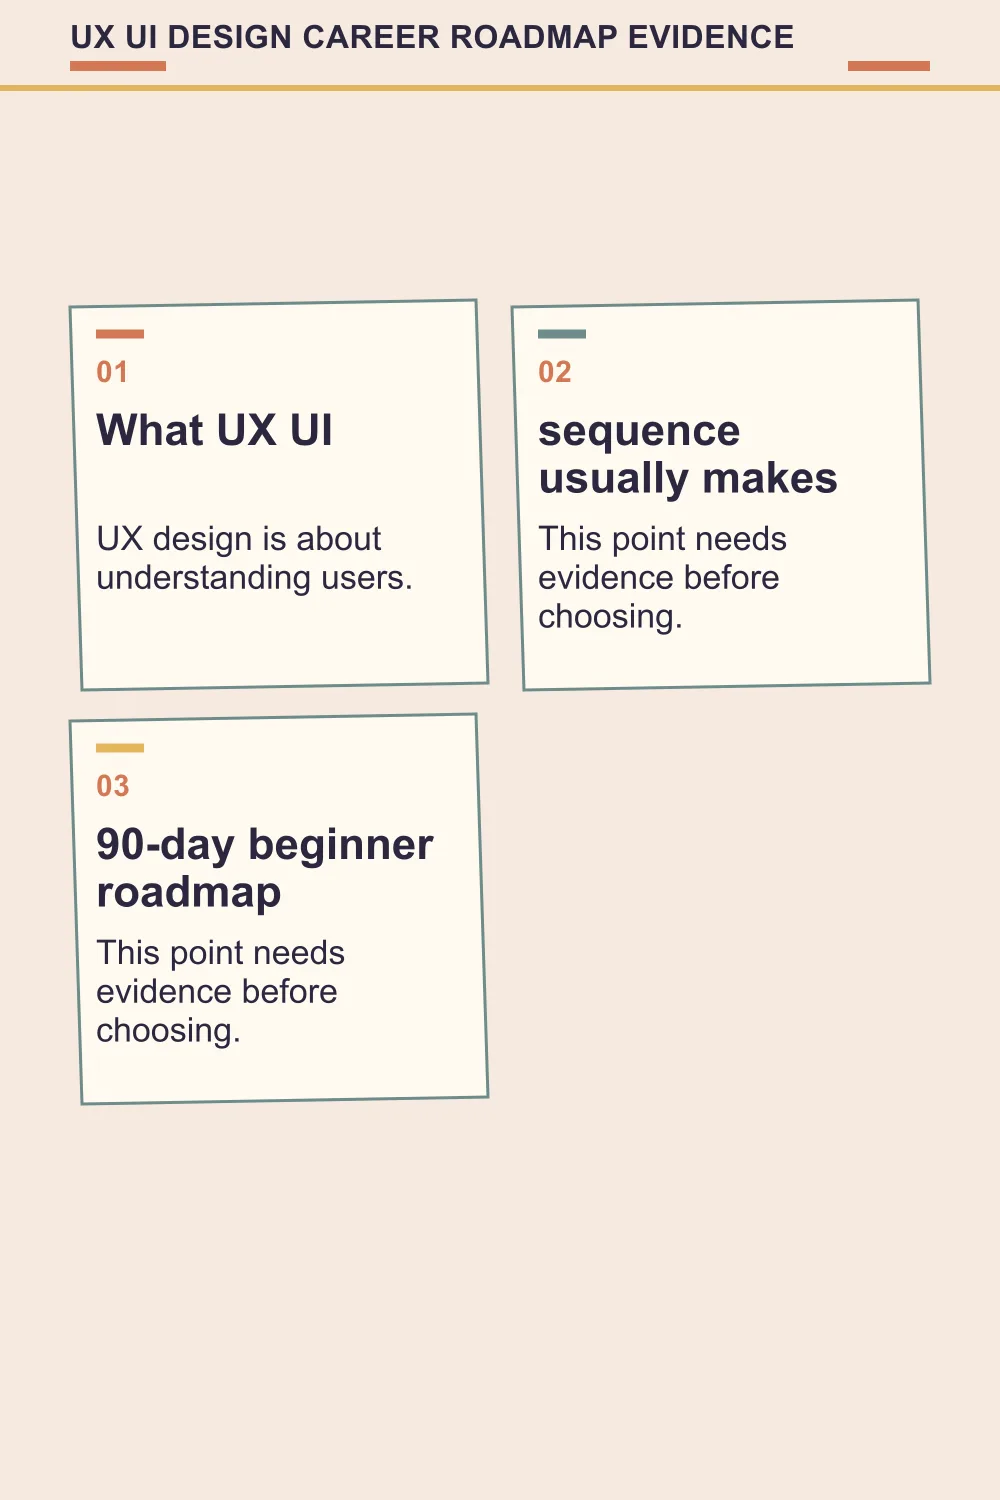 UX UI DESIGN CAREER ROADMAP EVIDENCE
01
What UX UI
UX design is about
understanding users.
02
sequence
usually makes
This point needs
evidence before
choosing.
03
90-day beginner
roadmap
This point needs
evidence before
choosing.